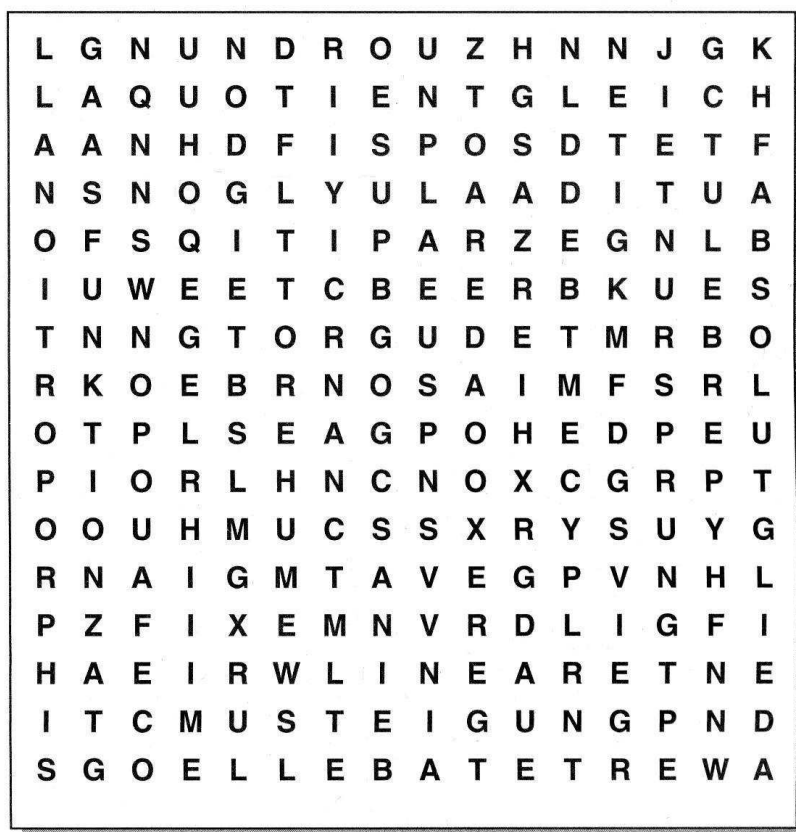 L G N U N D R O U Z H N N J G K
L A Q U O T I E N T G L E I C H
A A N H D F I S P O S D T E T F
N S N O G L Y U L A A D I T U A
O F S Q I T I P A R Z E G N L B
I U W E E T C B E E R B K U E S
T N N G T O R G U D E T M R B O
R K O E B R N O S A I M F S R L
O T P L S E A G P O H E D P E U
P I O R L H N C N O X C G R P T
O O U H M U C S S X R Y S U Y G
R N A I G M T A V E G P V N H L
P Z F I X E M N V R D L I G F I
H A E I R W L I N E A R E T N E
I T C M U S T E I G U N G P N D
S G O E L L E B A T E T R E W A